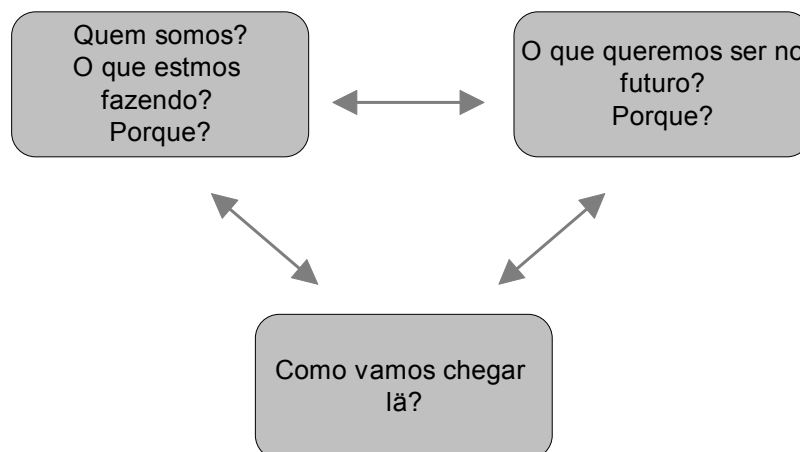 Quem somos?
O que estmos
fazendo?
Porque?
O que queremos ser no
futuro?
Porque?
Como vamos chegar
lä?